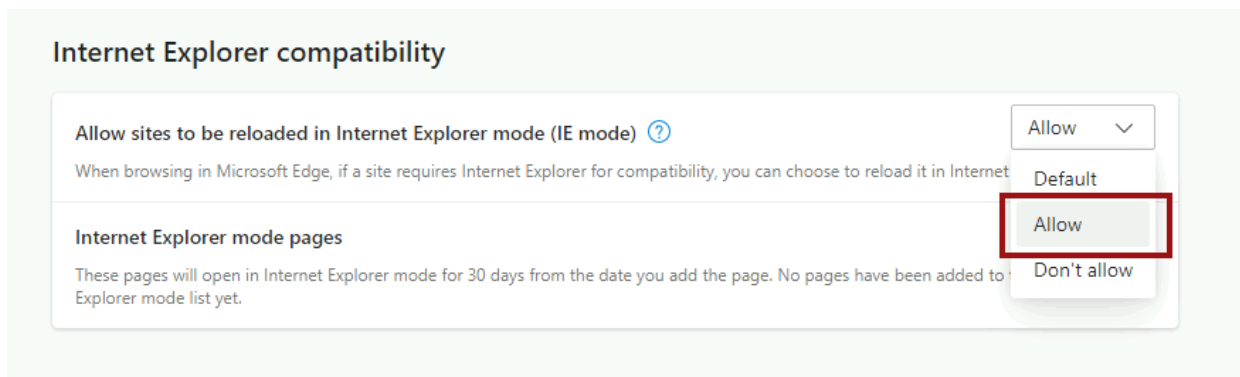 Internet Explorer compatibility
Allow sites to be reloaded in Internet Explorer mode (IE mode) ?
Allow
When browsing in Microsoft Edge, if a site requires Internet Explorer for compatibility, you can choose to reload it in Internet
Default
Allow
Don't allow
Internet Explorer mode pages
These pages will open in Internet Explorer mode for 30 days from the date you add the page. No pages have been added to
Explorer mode list yet.